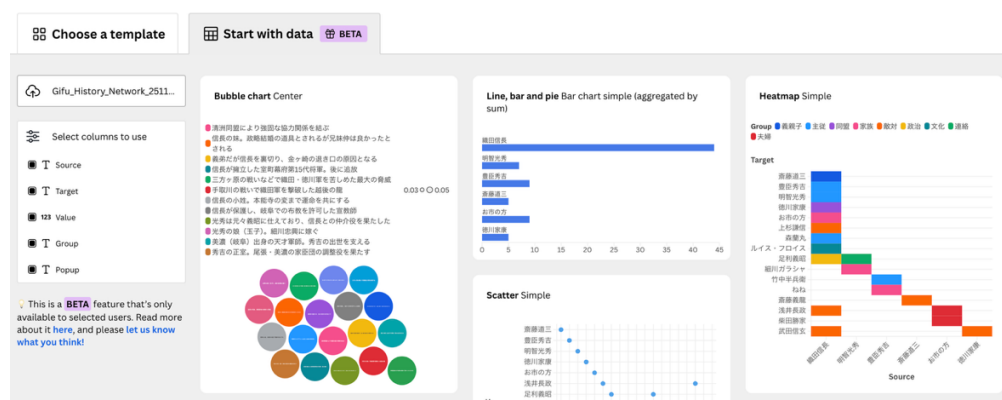 Choose a template
Start with data BETA
Gifu_History_Network_2511...
Select columns to use
T Source
T Target
123 Value
T Group
T Popup
This is a BETA feature that's only
available to selected users. Read more
about it here, and please let us know
what you think!
Bubble chart Center
清洲同盟により強固な協力関係を結ぶ
信長の妹。政略結婚の道具とされるが兄妹仲は良かったと
される
義弟だが信長を裏切り、金ヶ崎の退き口の原因となる
信長が擁立した室町幕府第15代将軍。後に追放
三方ヶ原の戦いなどで織田・徳川軍を苦しめた最大の脅威
手取川の戦いで織田軍を撃破した越後の龍
信長の小姓。本能寺の変まで運命を共にする
信長が保護し、岐阜での布教を許可した宣教師
光秀は元々義昭に仕えており、信長との仲介役を果たした
光秀の娘（玉子）。細川忠興に嫁ぐ
美濃（岐阜）出身の天才軍師。秀吉の出世を支える
秀吉の正室。尾張・美濃の家臣団の調整役を果たす
0.03 0.05
Line, bar and pie Bar chart simple (aggregated by
sum)
織田信長
明智光秀
豊臣秀吉
斎藤道三
お市の方
徳川家康
0 5 10 15 20 25 30 35 40 45
Scatter Simple
斎藤道三
豊臣秀吉
明智光秀
徳川家康
お市の方
浅井長政
足利義昭
Heatmap Simple
Group 義親子 主従 同盟 家族 敵対 政治 文化 連絡
夫婦
Target
斎藤道三
豊臣秀吉
明智光秀
徳川家康
お市の方
上杉謙信
森蘭丸
ルイス・フロイス
足利義昭
細川ガラシャ
竹中半兵衛
ねね
斎藤義龍
浅井長政
柴田勝家
武田信玄
織田信長 明智光秀 豊臣秀吉 斎藤道三 お市の方 徳川家康
Source